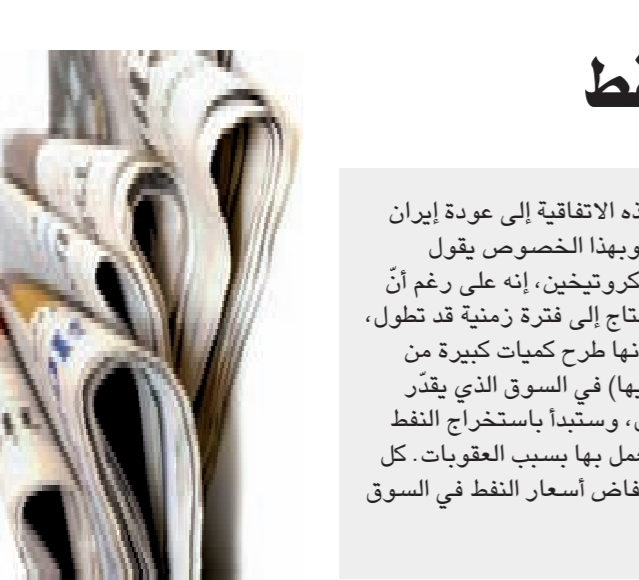 ذه الاتفاقية إلى عودة إيران
وبهذا الخصوص يقول
كروتيخين، إنه على رغم أنّ
تاج إلى فترة زمنية قد تطول،
نها طرح كميات كبيرة من
يها) في السوق الذي يقدّر
، وستبدأ باستخراج النفط
مل بها بسبب العقوبات. كل
فاض أسعار النفط في السوق